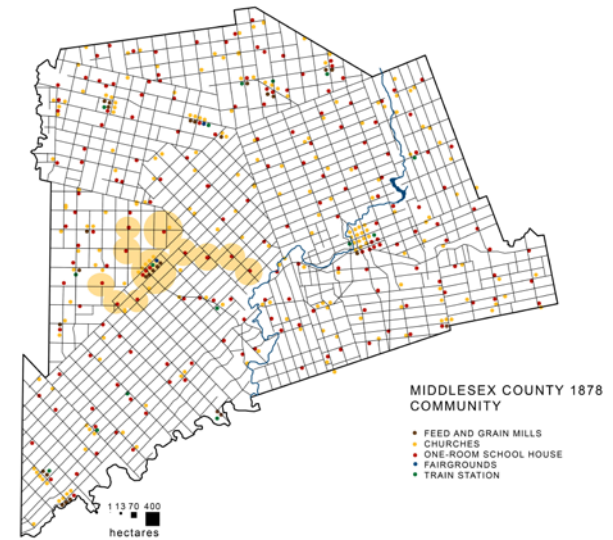 MIDDLESEX COUNTY 1878
COMMUNITY
FEED AND GRAIN MILLS
CHURCHES
ONE-ROOM SCHOOL HOUSE
FAIRGROUNDS
TRAIN STATION
1 13 70 400
hectares